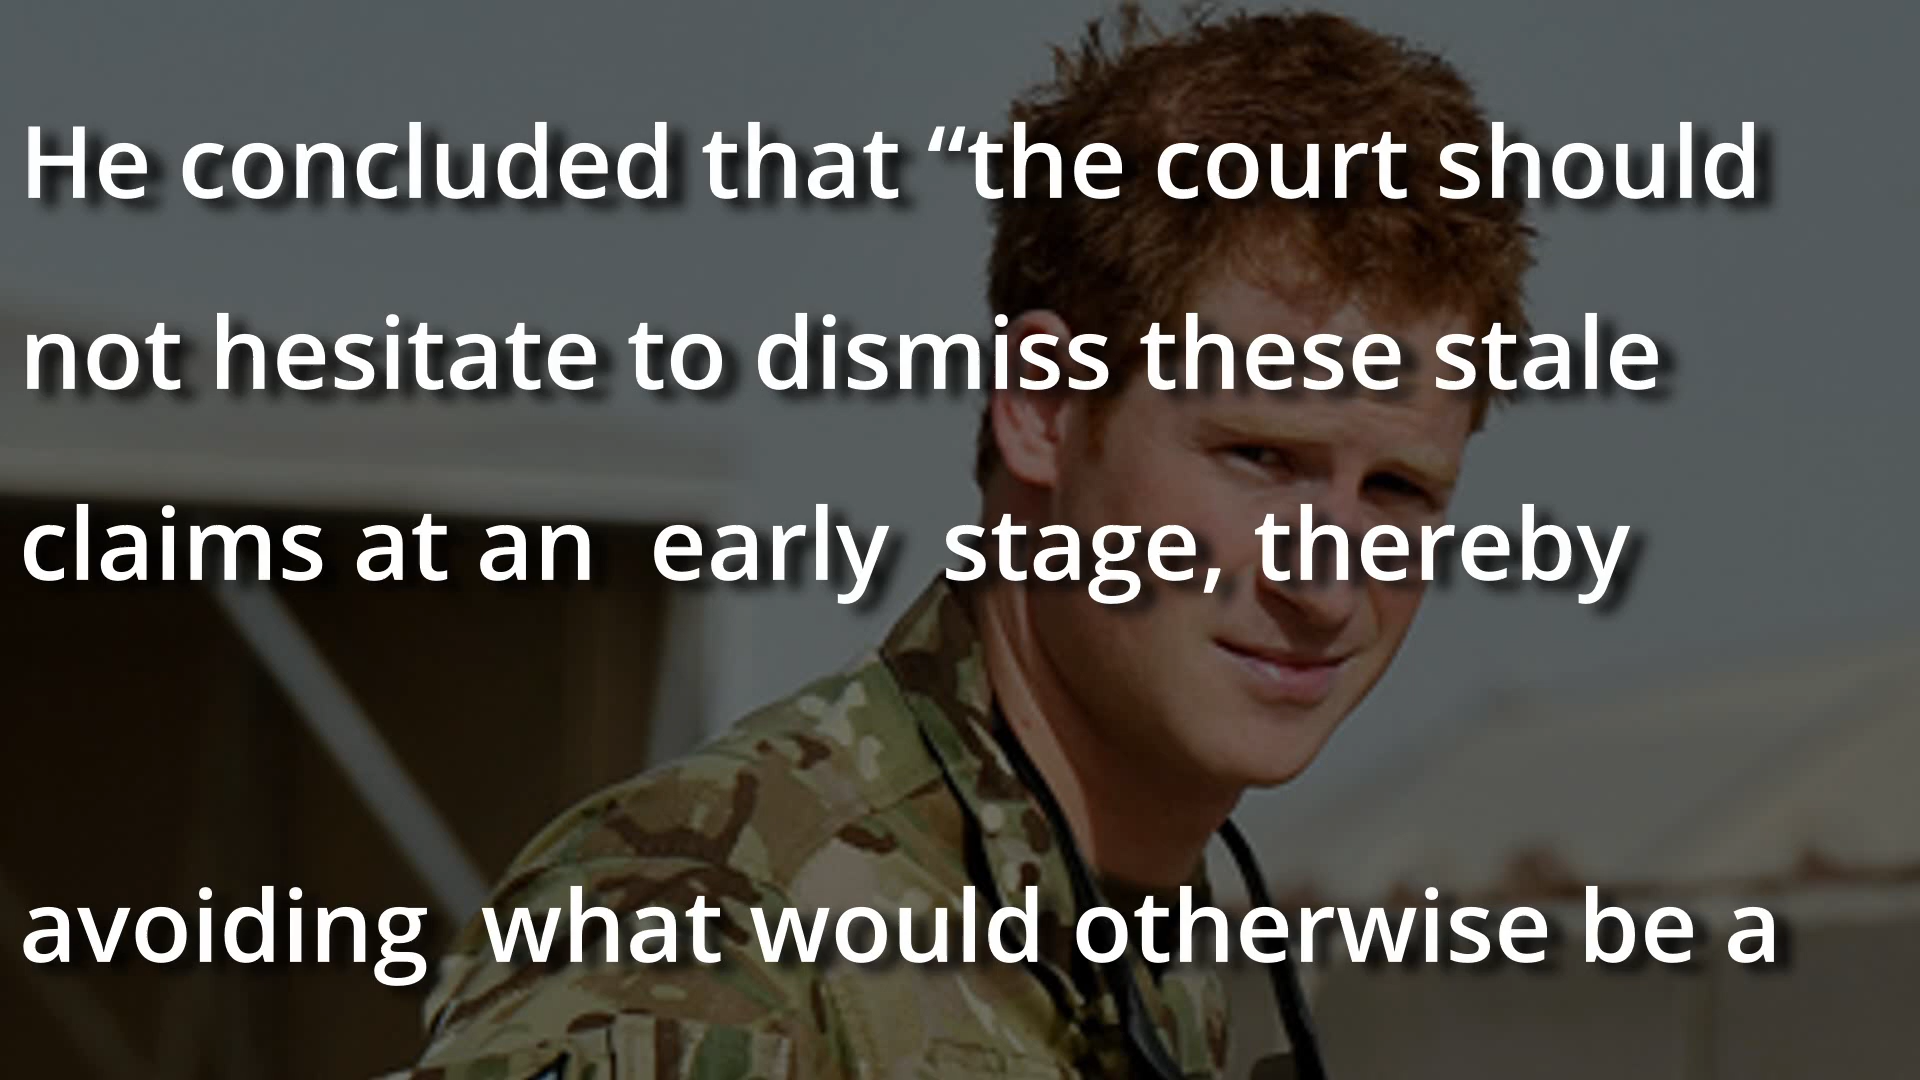 He concluded that “the court should
not hesitate to dismiss these stale
claims at an  early  stage, thereby
avoiding  what would otherwise be a